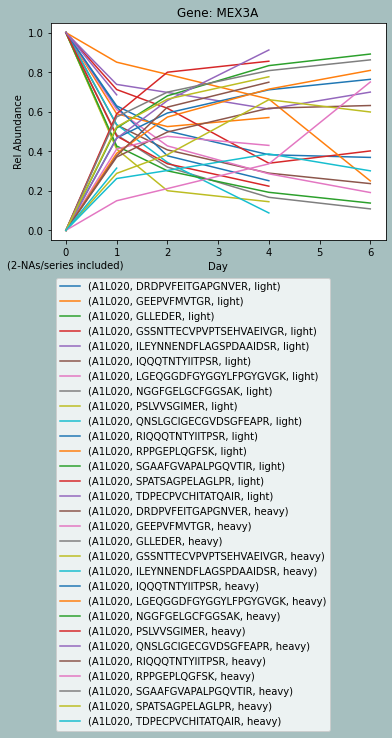 Gene: MEX3A
Rel Abundance
1.0
0.8
0.6
0.4
0.2
0.0
0 1 2 3 4 5 6
(2-NAs/series included)
Day
(A1L020, DRDPVFEITGAPGNVER, light)
(A1L020, GEEPVFMVTGR, light)
(A1L020, GLLEDER, light)
(A1L020, GSSNTTECVPVPTSEHVAEIVGR, light)
(A1L020, ILEYNNENDFLAGSPDAAIDSR, light)
(A1L020, IQQQTNTYIITPSR, light)
(A1L020, LGEQGGDFGYGGYLFPGYGVGK, light)
(A1L020, NGGFGELGCFGGSAK, light)
(A1L020, PSLVVSGIMER, light)
(A1L020, QNSLGCIGECGVDSGFEAPR, light)
(A1L020, RIQQQTNTYIITPSR, light)
(A1L020, RPPGEPLQGFSK, light)
(A1L020, SGAAFGVAPALPGQVTIR, light)
(A1L020, SPATSAGPELAGLPR, light)
(A1L020, TDPECPVCHITATQAIR, light)
(A1L020, DRDPVFEITGAPGNVER, heavy)
(A1L020, GEEPVFMVTGR, heavy)
(A1L020, GLLEDER, heavy)
(A1L020, GSSNTTECVPVPTSEHVAEIVGR, heavy)
(A1L020, ILEYNNENDFLAGSPDAAIDSR, heavy)
(A1L020, IQQQTNTYIITPSR, heavy)
(A1L020, LGEQGGDFGYGGYLFPGYGVGK, heavy)
(A1L020, NGGFGELGCFGGSAK, heavy)
(A1L020, PSLVVSGIMER, heavy)
(A1L020, QNSLGCIGECGVDSGFEAPR, heavy)
(A1L020, RIQQQTNTYIITPSR, heavy)
(A1L020, RPPGEPLQGFSK, heavy)
(A1L020, SGAAFGVAPALPGQVTIR, heavy)
(A1L020, SPATSAGPELAGLPR, heavy)
(A1L020, TDPECPVCHITATQAIR, heavy)